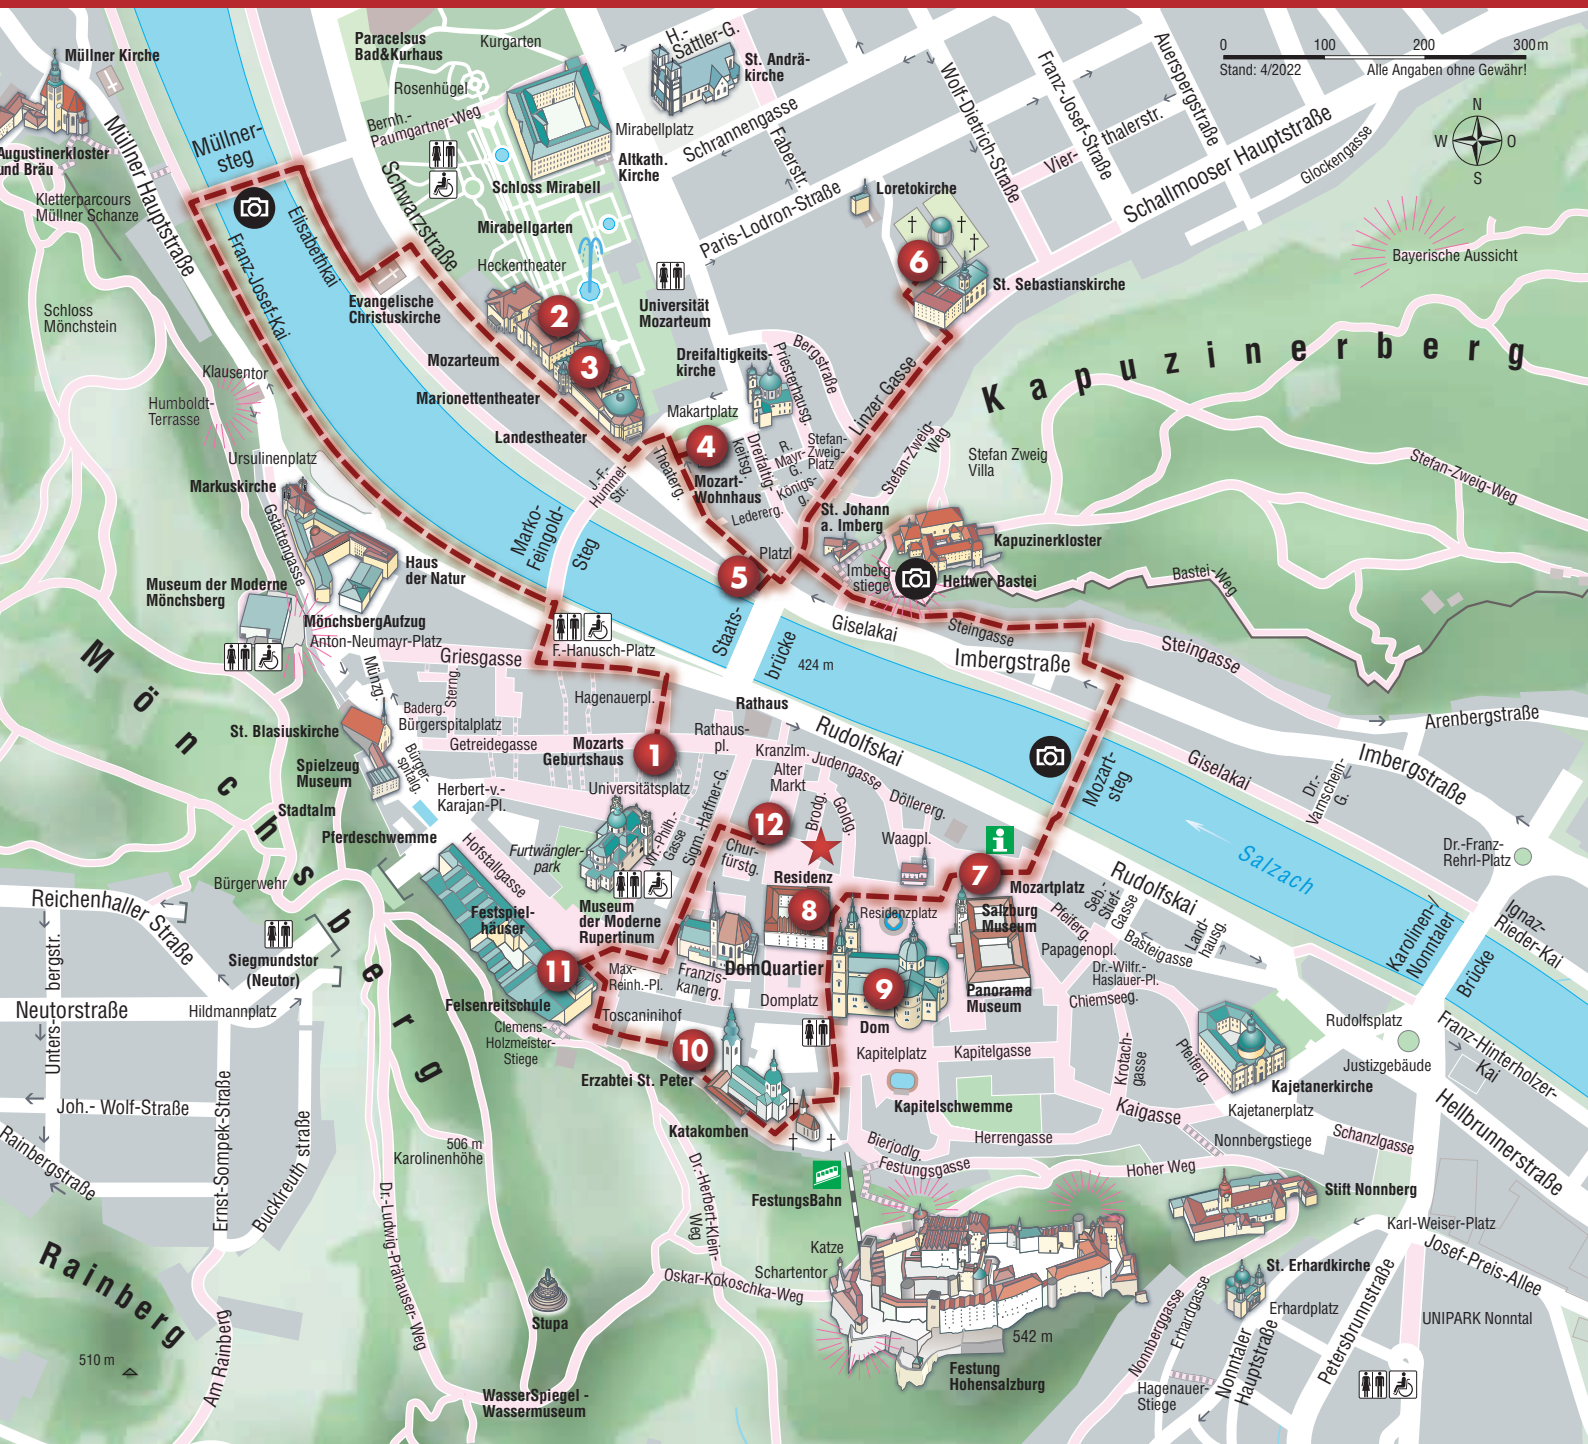 Müllner Kirche
Paracelsus
Bad&Kurhaus
Kurgarten
H.-
Sattler-G.
St. Andrä-
kirche
0
100
200
300m
Stand: 4/2022
Alle Angaben ohne Gewähr!
N
W
O
S
Rosenhügel
Bernh.-
Paumgartner-Weg
Mirabellplatz
Schrannengasse
Faberstr.
Wolf-Dietrich-Straße
Franz-Josef-Straße
Auerspergstraße
Vier-
thalerstr.
Schallmooser Hauptstraße
Glockengasse
Augustinerkloster
und Bräu
Müllner Hauptstraße
Müllner-
steg
Altkath.
Kirche
Schloss Mirabell
Kletterparcours
Müllner Schanze
Schwarzstraße
Elisabethkai
Franz-Josef-Kai
Mirabellgarten
Heckentheater
Paris-Lodron-Straße
Loretokirche
6
St. Sebastianskirche
Bayerische Aussicht
Evangelische
Christuskirche
Universität
Mozarteum
Schloss
Mönchstein
2
3
Mozarteum
Marionettentheater
Landestheater
Dreifaltigkeits-
kirche
Priesterhausg.
Bergstraße
Linzer Gasse
Kapuzinerberg
Klausentor
Humboldt-
Terrasse
Makartplatz
4
Dreifaltig-
keitsg.
R.
Mayr-
G.
Stefan-
Zweig-
Platz
Königs-
g.
Stefan-Zweig-
Weg
Stefan Zweig
Villa
Stefan-Zweig-Weg
Ursulinenplatz
Markuskirche
Gstättengasse
Theaterg.
J.-F.-
Hummel-
Str.
Mozart-
Wohnhaus
Ledererg.
St. Johann
a. Imberg
Kapuzinerkloster
Marko-
Feingold-
Steg
Platzl
5
Imberg-
stiege
Hettwer Bastei
Bastei-Weg
Haus
der Natur
Museum der Moderne
Mönchsberg
MönchsbergAufzug
Anton-Neumayr-Platz
F.-Hanusch-Platz
Staats-
brücke
424 m
Giselakai
Steingasse
Imbergstraße
Steingasse
Arenbergstraße
Mönchsberg
Griesgasse
Münzg.
Sterng.
Baderg.
Bürgerspitalplatz
Hagenauerpl.
Rathaus
Rathaus-
pl.
Rudolfskai
Getreidegasse
Mozarts
Geburtshaus
1
St. Blasiuskirche
Spielzeug
Museum
Bürger-
spitalg.
Kranzlm.
Alter
Markt
Judengasse
Döllererg.
Mozart-
steg
Giselakai
Dr.-
Varnschein-
G.
Imbergstraße
Herbert-v.-
Karajan-Pl.
Universitätsplatz
Stadtalm
Pferdeschwemme
Hofstallgasse
Furtwängler-
park
Wr.-Philh.-
Gasse
Sigm.-Haffner-G.
12
Chur-
fürstg.
Brodg.
Goldg.
Waagpl.
Salzach
Dr.-Franz-
Rehrl-Platz
Bürgerwehr
Residenz
7
Mozartplatz
Reichenhaller Straße
Festspiel-
häuser
Museum
der Moderne
Rupertinum
8
Residenzplatz
Salzburg
Museum
Pfeiferg.
Seb.-
Stief-
Gasse
Rudolfskai
Basteigasse
Land-
hausg.
Papagenopl.
Karolinen-/
Nonntaler
Brücke
Ignaz-
Rieder-Kai
Siegmundstor
(Neutor)
11
Felsenreitschule
Max-
Reinh.-Pl.
Franzis-
kanerg.
DomQuartier
Domplatz
9
Dom
Panorama
Museum
Dr.-Wilfr.-
Haslauer-Pl.
Chiemseeg.
Neutorstraße
Hildmannplatz
Toscaninihof
Clemens-
Holzmeister-
Stiege
10
Erzabtei St. Peter
Kapitelplatz
Kapitelgasse
Krotach-
gasse
Pfeiferg.
Rudolfsplatz
Justizgebäude
Kajetanerkirche
Franz-Hinterholzer-
Kai
Unters-
bergstr.
Joh.- Wolf-Straße
Rainbergstraße
Ernst-Sompek-Straße
Bucklreuth straße
Katakomben
Kapitelschwemme
Kaigasse
Kajetanerplatz
Nonnbergstiege
Schanzlgasse
Hellbrunnerstraße
506 m
Karolinenhöhe
Herrengasse
Bierjodlg.
Festungsgasse
Hoher Weg
Dr.-Ludwig-Prähauser- Weg
Dr.-Herbert-Klein-
Weg
FestungsBahn
Stift Nonnberg
Karl-Weiser-Platz
Josef-Preis-Allee
Rainberg
510 m
Am Rainberg
Katze
Schartentor
Oskar-Kokoschka-Weg
Stupa
542 m
Festung
Hohensalzburg
St. Erhardkirche
Erhardplatz
Nonnberggasse
Erhardgasse
Nonntaler
Hauptstraße
Petersbrunnstraße
UNIPARK Nonntal
Hagenauer-
Stiege
WasserSpiegel -
Wassermuseum